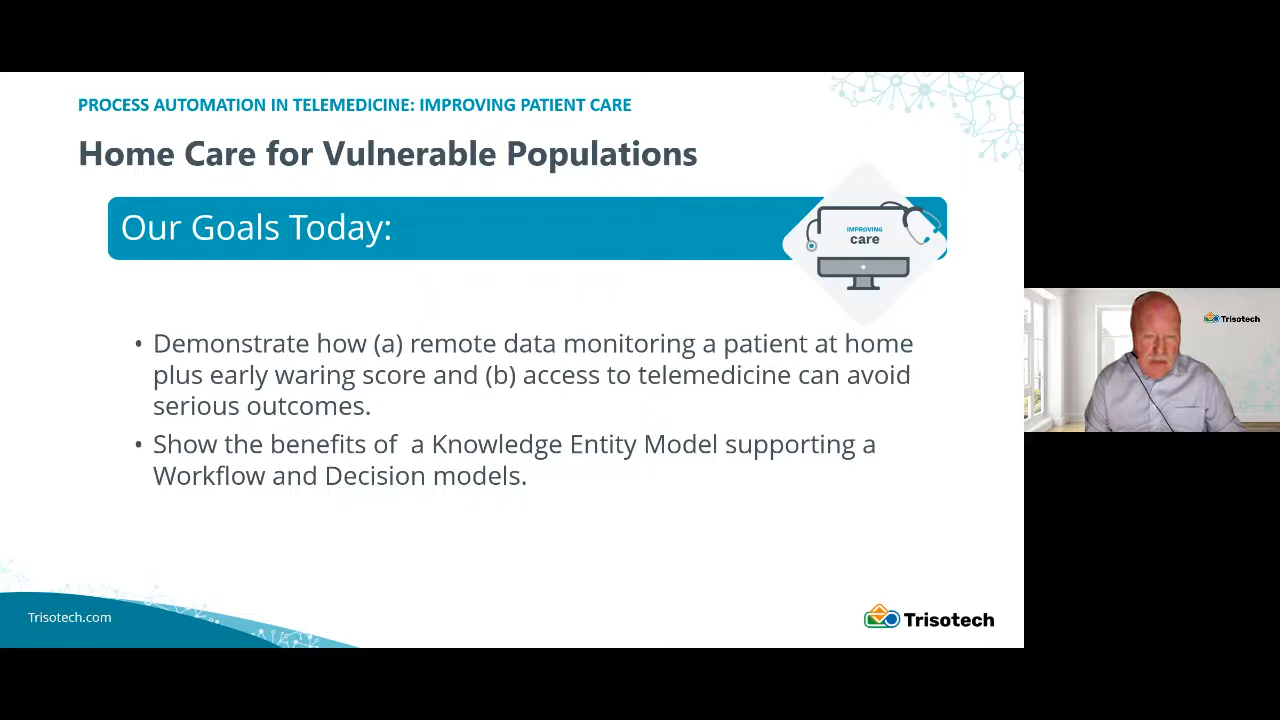 PROCESS AUTOMATION IN TELEMEDICINE: IMPROVING PATIENT CARE
Home Care for Vulnerable Populations
Our Goals Today:
IMPROVING
care
• Demonstrate how (a) remote data monitoring a patient at home
plus early waring score and (b) access to telemedicine can avoid
serious outcomes.
• Show the benefits of  a Knowledge Entity Model supporting a
Workflow and Decision models.
Trisotech
Trisotech.com
Trisotech